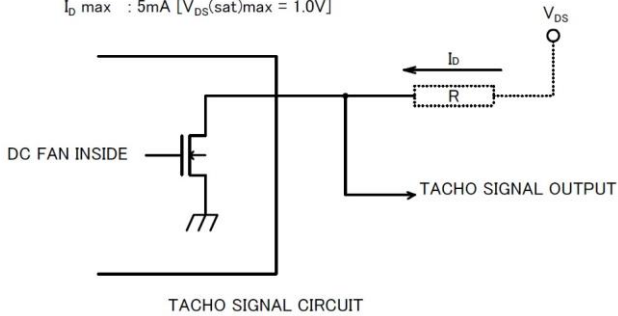 I_D max : 5mA [V_DS(sat)max = 1.0V]
V_DS
I_D
R
DC FAN INSIDE
TACHO SIGNAL OUTPUT
TACHO SIGNAL CIRCUIT